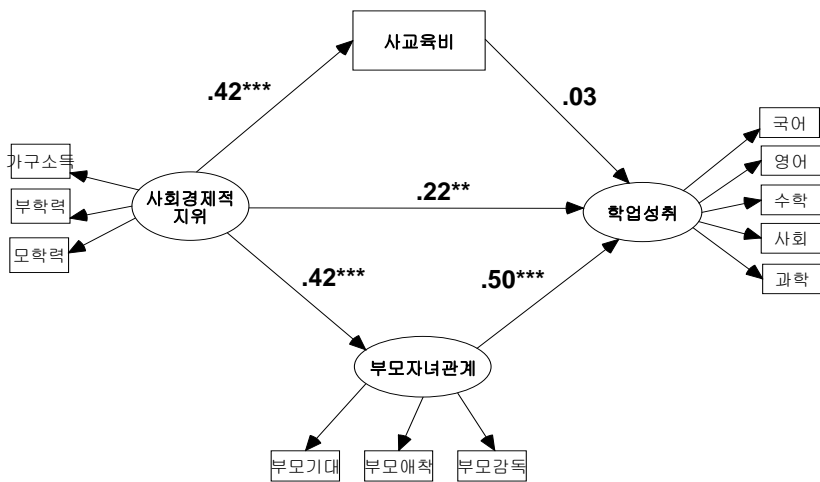 사교육비
.42***
.03
국어
가구소득
영어
사회경제적
지위
부학력
.22**
학업성취
수학
모학력
사회
과학
.42***
.50***
부모자녀관계
부모기대
부모애착
부모감독